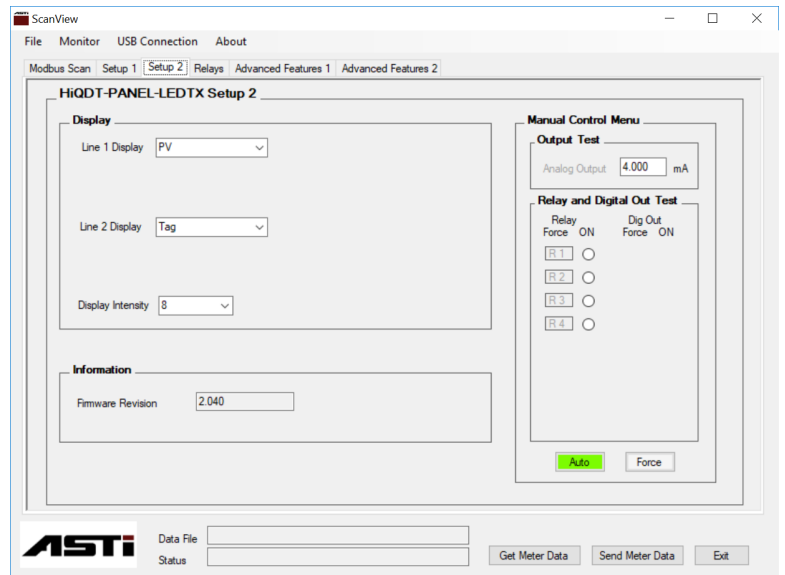 ScanView
File Monitor USB Connection About
Modbus Scan Setup 1 Setup 2 Relays Advanced Features 1 Advanced Features 2
HiQDT-PANEL-LEDTX Setup 2
Display
Line 1 Display PV
Line 2 Display Tag
Display Intensity 8
Information
Firmware Revision 2.040
Manual Control Menu
Output Test
Analog Output 4.000 mA
Relay and Digital Out Test
Relay Dig Out
Force ON Force ON
R 1
R 2
R 3
R 4
Auto Force
ASTi
Data File
Status
Get Meter Data Send Meter Data Exit